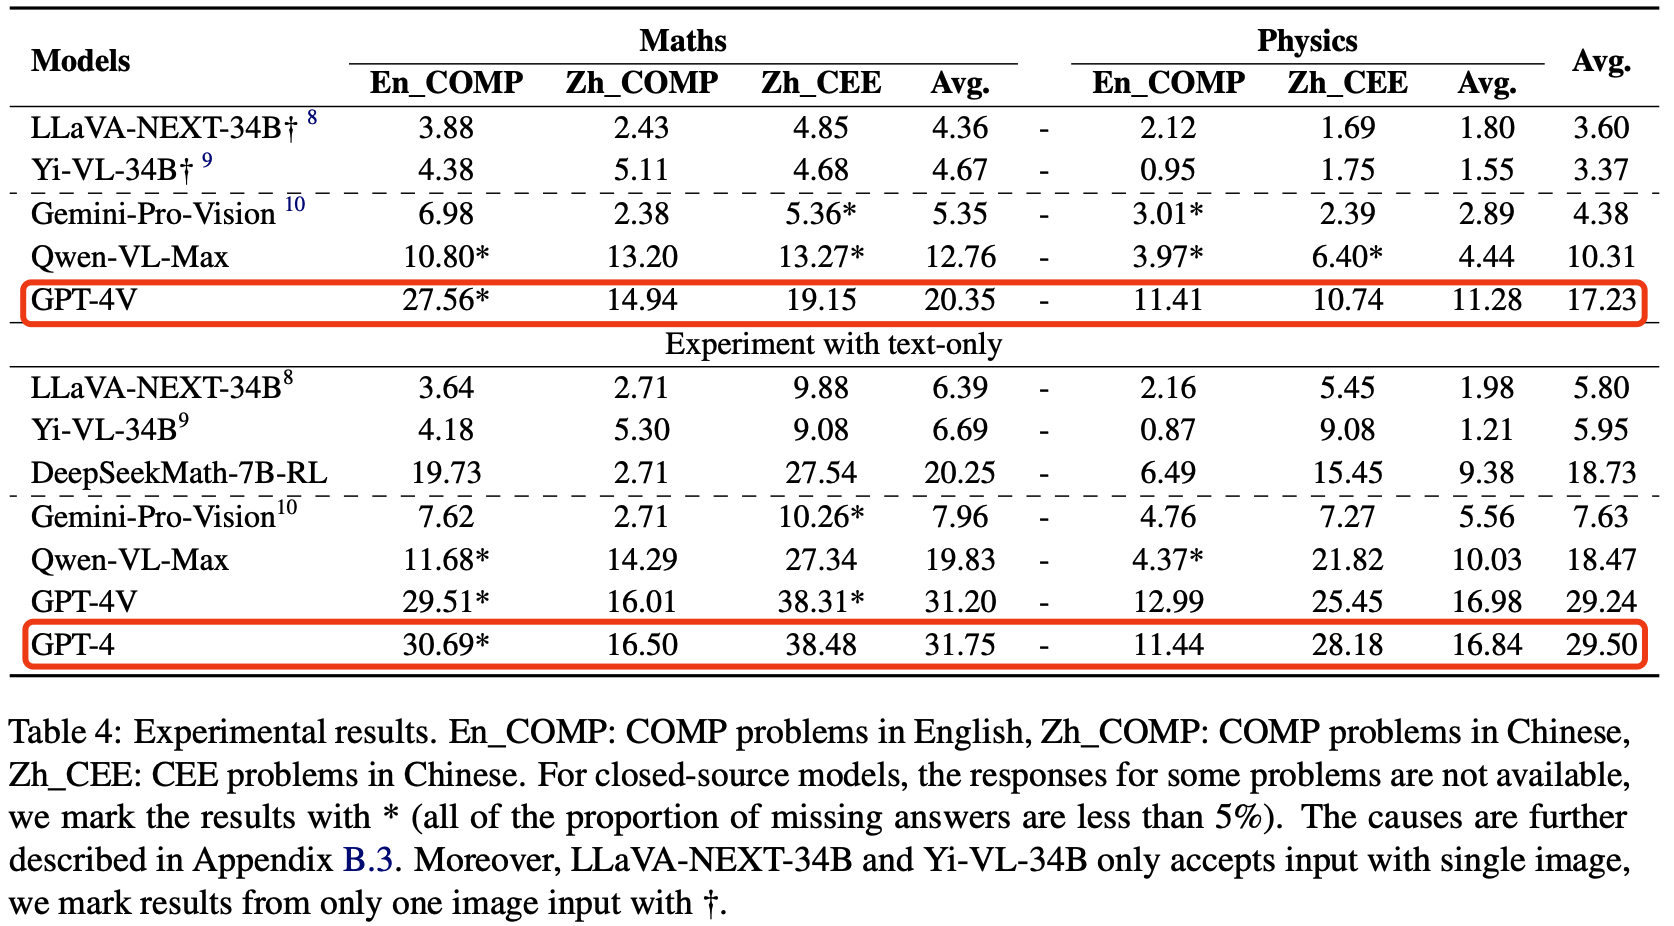 Models Maths Physics Avg.
En_COMP Zh_COMP Zh_CEE Avg. En_COMP Zh_CEE Avg.
LLaVA-NEXT-34B† 8 3.88 2.43 4.85 4.36 - 2.12 1.69 1.80 3.60
Yi-VL-34B† 9 4.38 5.11 4.68 4.67 - 0.95 1.75 1.55 3.37
Gemini-Pro-Vision 10 6.98 2.38 5.36* 5.35 - 3.01* 2.39 2.89 4.38
Qwen-VL-Max 10.80* 13.20 13.27* 12.76 - 3.97* 6.40* 4.44 10.31
GPT-4V 27.56* 14.94 19.15 20.35 - 11.41 10.74 11.28 17.23
Experiment with text-only
LLaVA-NEXT-34B8 3.64 2.71 9.88 6.39 - 2.16 5.45 1.98 5.80
Yi-VL-34B9 4.18 5.30 9.08 6.69 - 0.87 9.08 1.21 5.95
DeepSeekMath-7B-RL 19.73 2.71 27.54 20.25 - 6.49 15.45 9.38 18.73
Gemini-Pro-Vision10 7.62 2.71 10.26* 7.96 - 4.76 7.27 5.56 7.63
Qwen-VL-Max 11.68* 14.29 27.34 19.83 - 4.37* 21.82 10.03 18.47
GPT-4V 29.51* 16.01 38.31* 31.20 - 12.99 25.45 16.98 29.24
GPT-4 30.69* 16.50 38.48 31.75 - 11.44 28.18 16.84 29.50
Table 4: Experimental results. En_COMP: COMP problems in English, Zh_COMP: COMP problems in Chinese,
Zh_CEE: CEE problems in Chinese. For closed-source models, the responses for some problems are not available,
we mark the results with * (all of the proportion of missing answers are less than 5%). The causes are further
described in Appendix B.3. Moreover, LLaVA-NEXT-34B and Yi-VL-34B only accepts input with single image,
we mark results from only one image input with †.